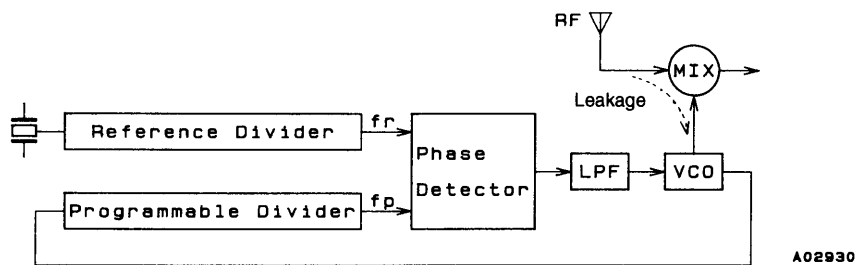 RF
MIX
Leakage
Reference Divider
fr
Phase
Detector
LPF
VCO
Programmable Divider
fp
A02930